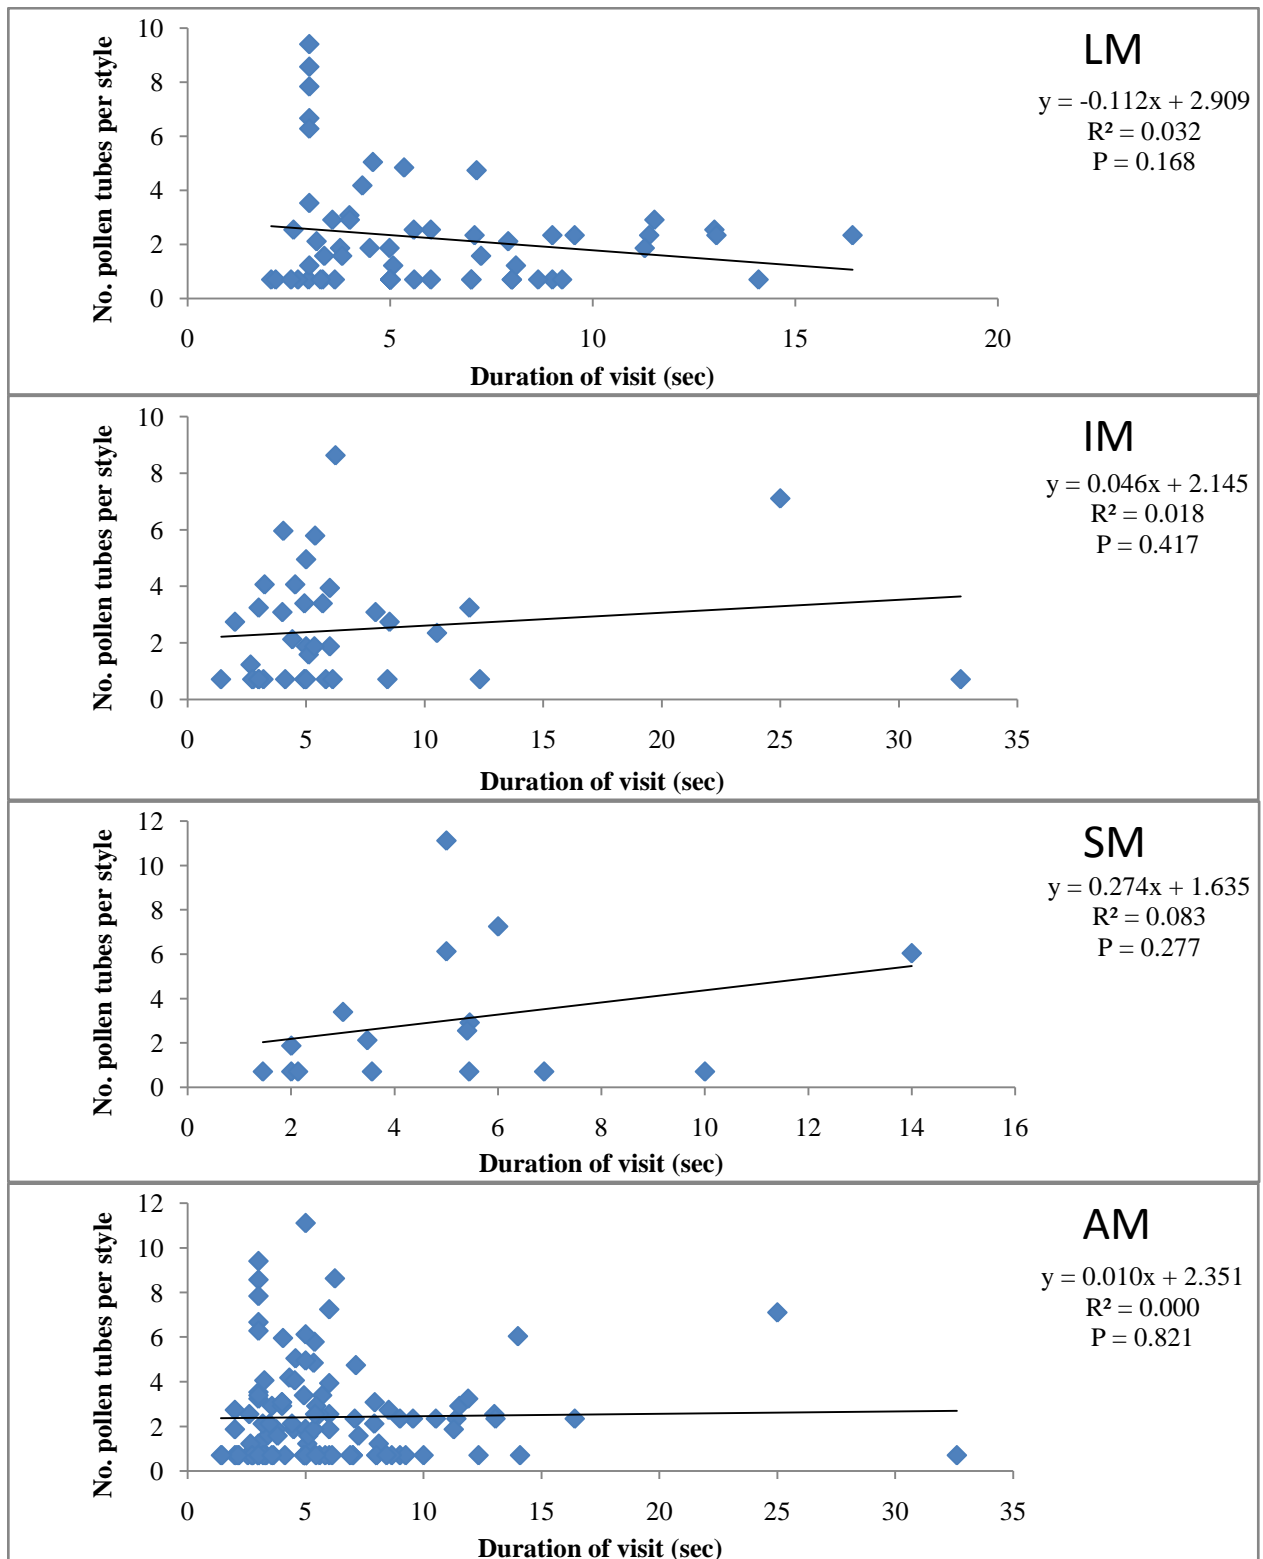 No. pollen tubes per style
10
8
6
4
2
0
0 5 10 15 20
Duration of visit (sec)
LM
y = -0.112x + 2.909
R² = 0.032
P = 0.168
No. pollen tubes per style
10
8
6
4
2
0
0 5 10 15 20 25 30 35
Duration of visit (sec)
IM
y = 0.046x + 2.145
R² = 0.018
P = 0.417
No. pollen tubes per style
12
10
8
6
4
2
0
0 2 4 6 8 10 12 14 16
Duration of visit (sec)
SM
y = 0.274x + 1.635
R² = 0.083
P = 0.277
No. pollen tubes per style
12
10
8
6
4
2
0
0 5 10 15 20 25 30 35
Duration of visit (sec)
AM
y = 0.010x + 2.351
R² = 0.000
P = 0.821